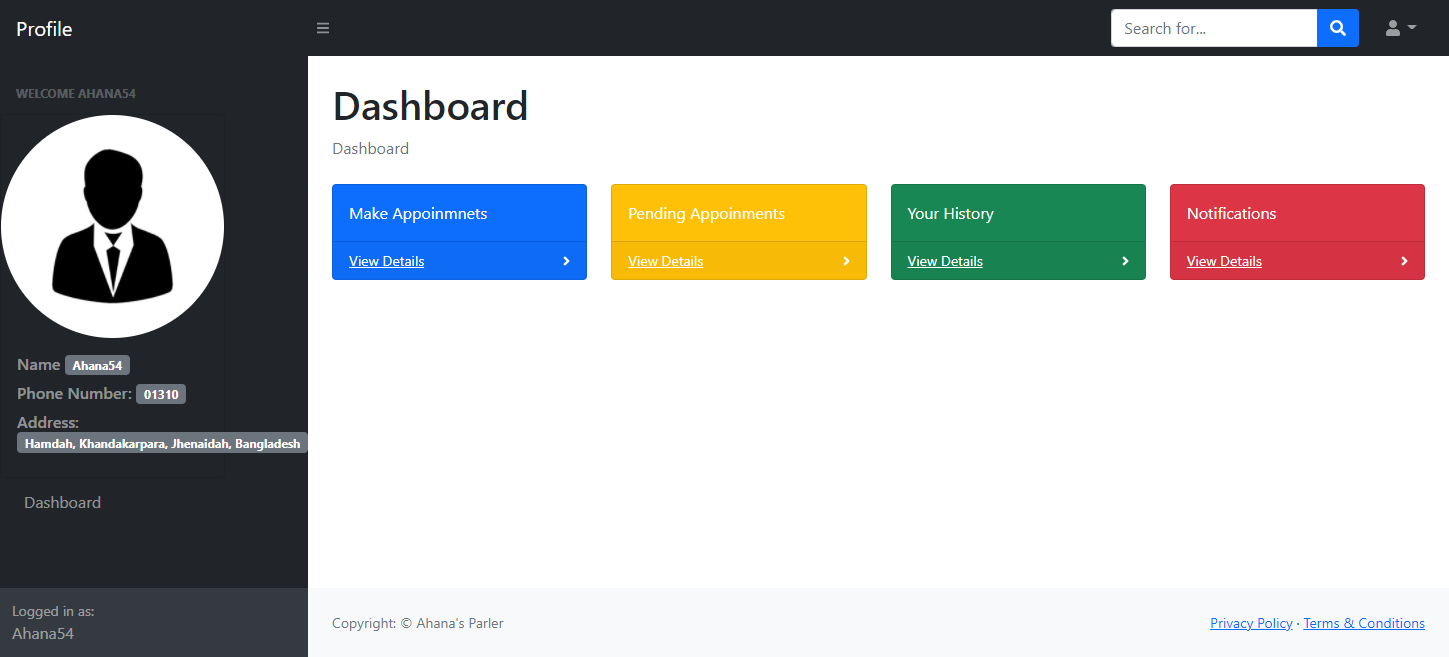 Profile
Search for...
WELCOME AHANA54
Name Ahana54
Phone Number: 01310
Address:
Hamdah, Khandakarpara, Jhenaidah, Bangladesh
Dashboard
Logged in as:
Ahana54
Dashboard
Dashboard
Make Appoinmnets
View Details
Pending Appoinments
View Details
Your History
View Details
Notifications
View Details
Copyright: © Ahana's Parler
Privacy Policy · Terms & Conditions